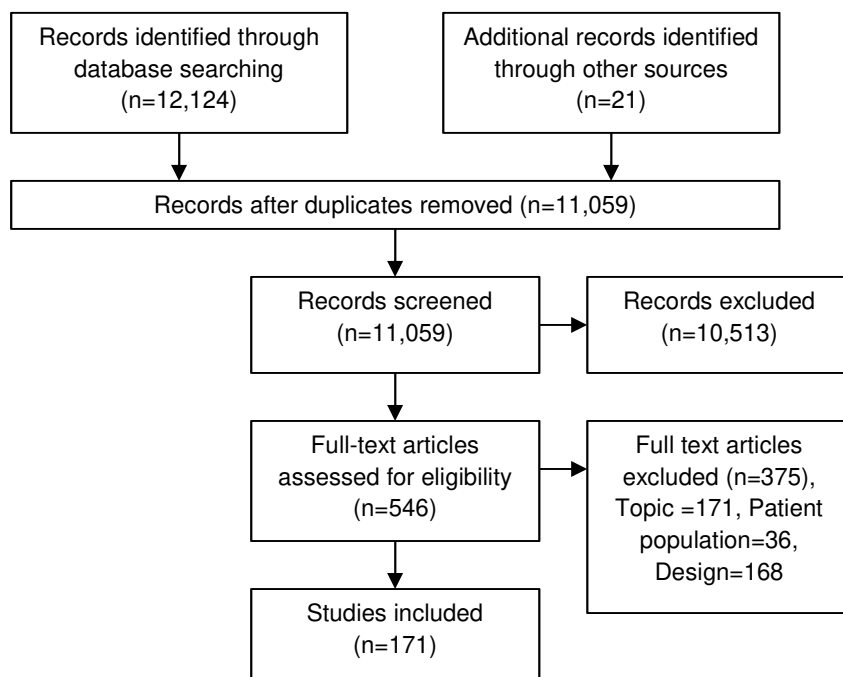 Records identified through
database searching
(n=12,124)
Additional records identified
through other sources
(n=21)
Records after duplicates removed (n=11,059)
Records screened
(n=11,059)
Records excluded
(n=10,513)
Full-text articles
assessed for eligibility
(n=546)
Full text articles
excluded (n=375),
Topic =171, Patient
population=36,
Design=168
Studies included
(n=171)